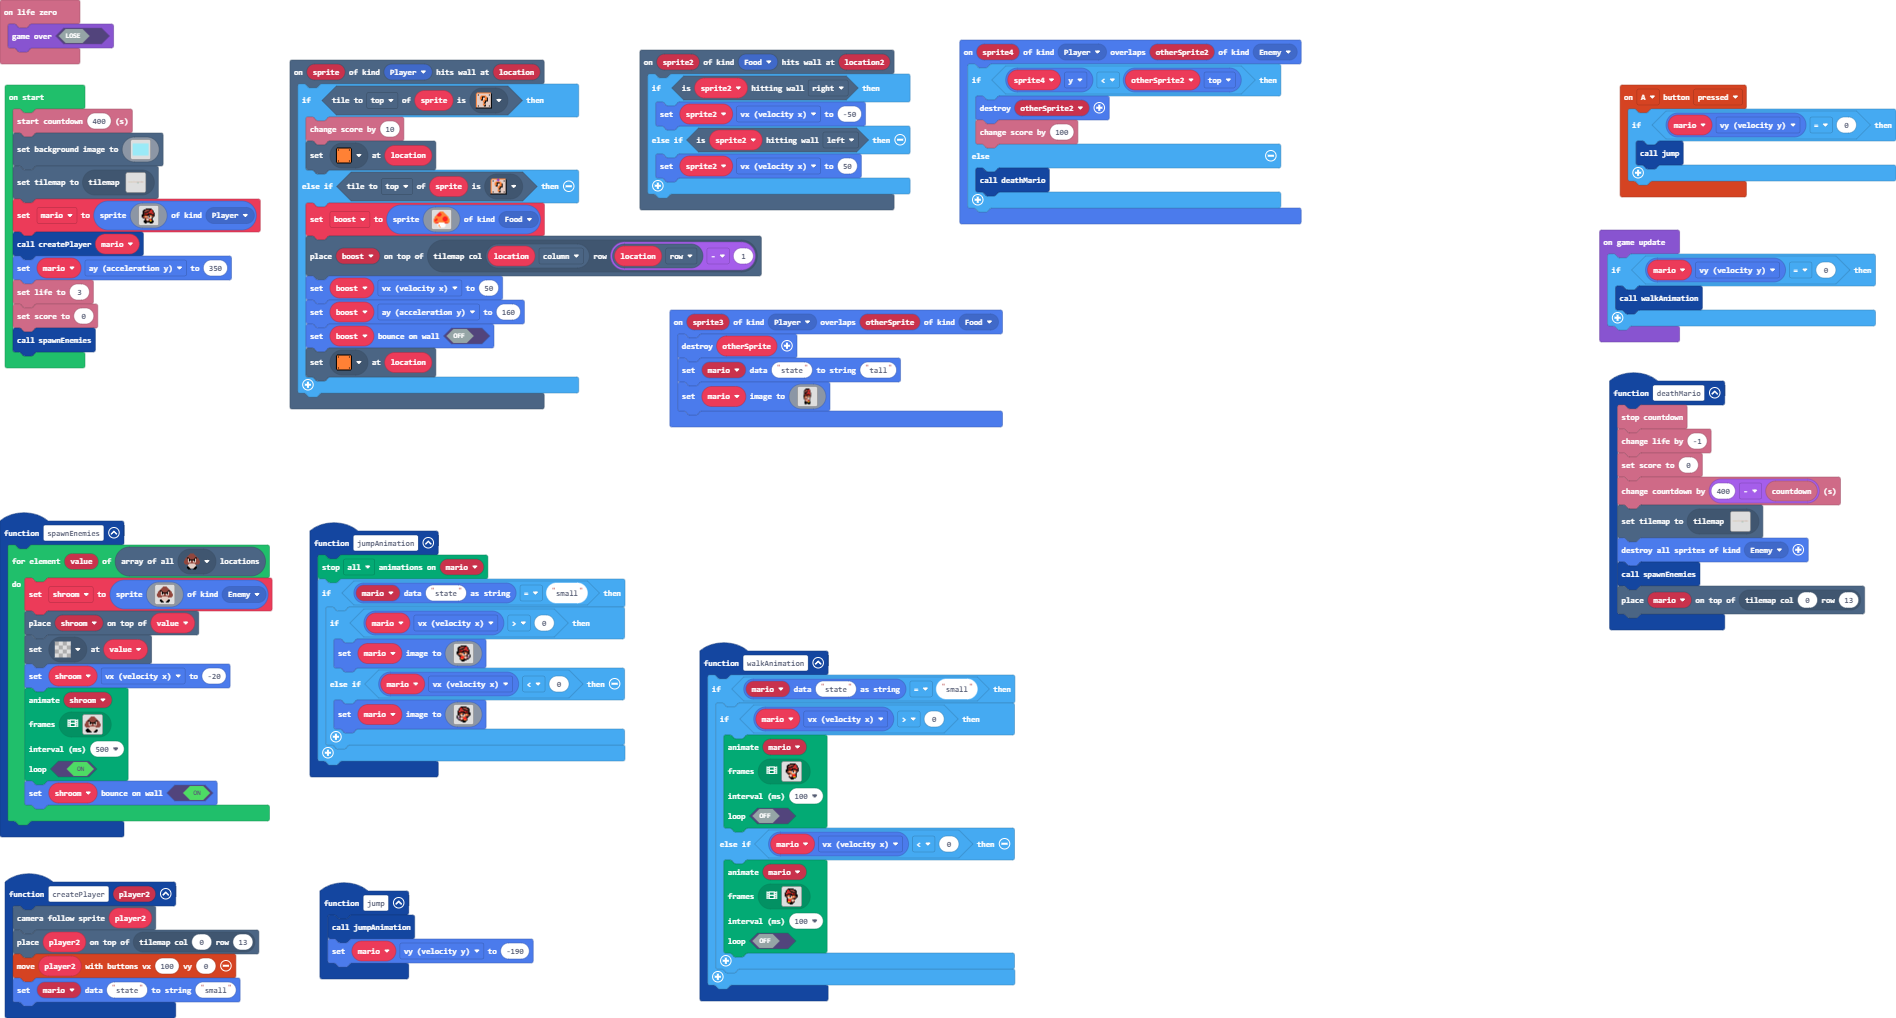 on life zero
game over LOSE
on start
start countdown 400 (s)
set background image to
set tilemap to tilemap
set mario to sprite of kind Player
call createPlayer mario
set mario ay (acceleration y) to 350
set life to 3
set score to 0
call spawnEnemies
on sprite of kind Player hits wall at location
if tile to top of sprite is then
change score by 10
set at location
else if tile to top of sprite is then
set boost to sprite of kind Food
place boost on top of tilemap col location column row location row - 1
set boost vx (velocity x) to 50
set boost ay (acceleration y) to 160
set boost bounce on wall OFF
set at location
on sprite2 of kind Food hits wall at location2
if is sprite2 hitting wall right then
set sprite2 vx (velocity x) to -50
else if is sprite2 hitting wall left then
set sprite2 vx (velocity x) to 50
on sprite4 of kind Player overlaps otherSprite2 of kind Enemy
if sprite4 y < otherSprite2 top then
destroy otherSprite2
change score by 100
else
call deathMario
on sprite3 of kind Player overlaps otherSprite of kind Food
destroy otherSprite
set mario data "state" to string "tall"
set mario image to
on A button pressed
if mario vy (velocity y) = 0 then
call jump
on game update
if mario vy (velocity y) = 0 then
call walkAnimation
function deathMario
stop countdown
change life by -1
set score to 0
change countdown by 400 - countdown (s)
set tilemap to tilemap
destroy all sprites of kind Enemy
call spawnEnemies
place mario on top of tilemap col 0 row 13
function spawnEnemies
for element value of array of all locations
do
set shroom to sprite of kind Enemy
place shroom on top of value
set at value
set shroom vx (velocity x) to -20
animate shroom
frames
interval (ms) 500
loop ON
set shroom bounce on wall ON
function jumpAnimation
stop all animations on mario
if mario data "state" as string = "small" then
if mario vx (velocity x) > 0 then
set mario image to
else if mario vx (velocity x) < 0 then
set mario image to
function walkAnimation
if mario data "state" as string = "small" then
if mario vx (velocity x) > 0 then
animate mario
frames
interval (ms) 100
loop OFF
else if mario vx (velocity x) < 0 then
animate mario
frames
interval (ms) 100
loop OFF
function createPlayer player2
camera follow sprite player2
place player2 on top of tilemap col 0 row 13
move player2 with buttons vx 100 vy 0
set mario data "state" to string "small"
function jump
call jumpAnimation
set mario vy (velocity y) to -190